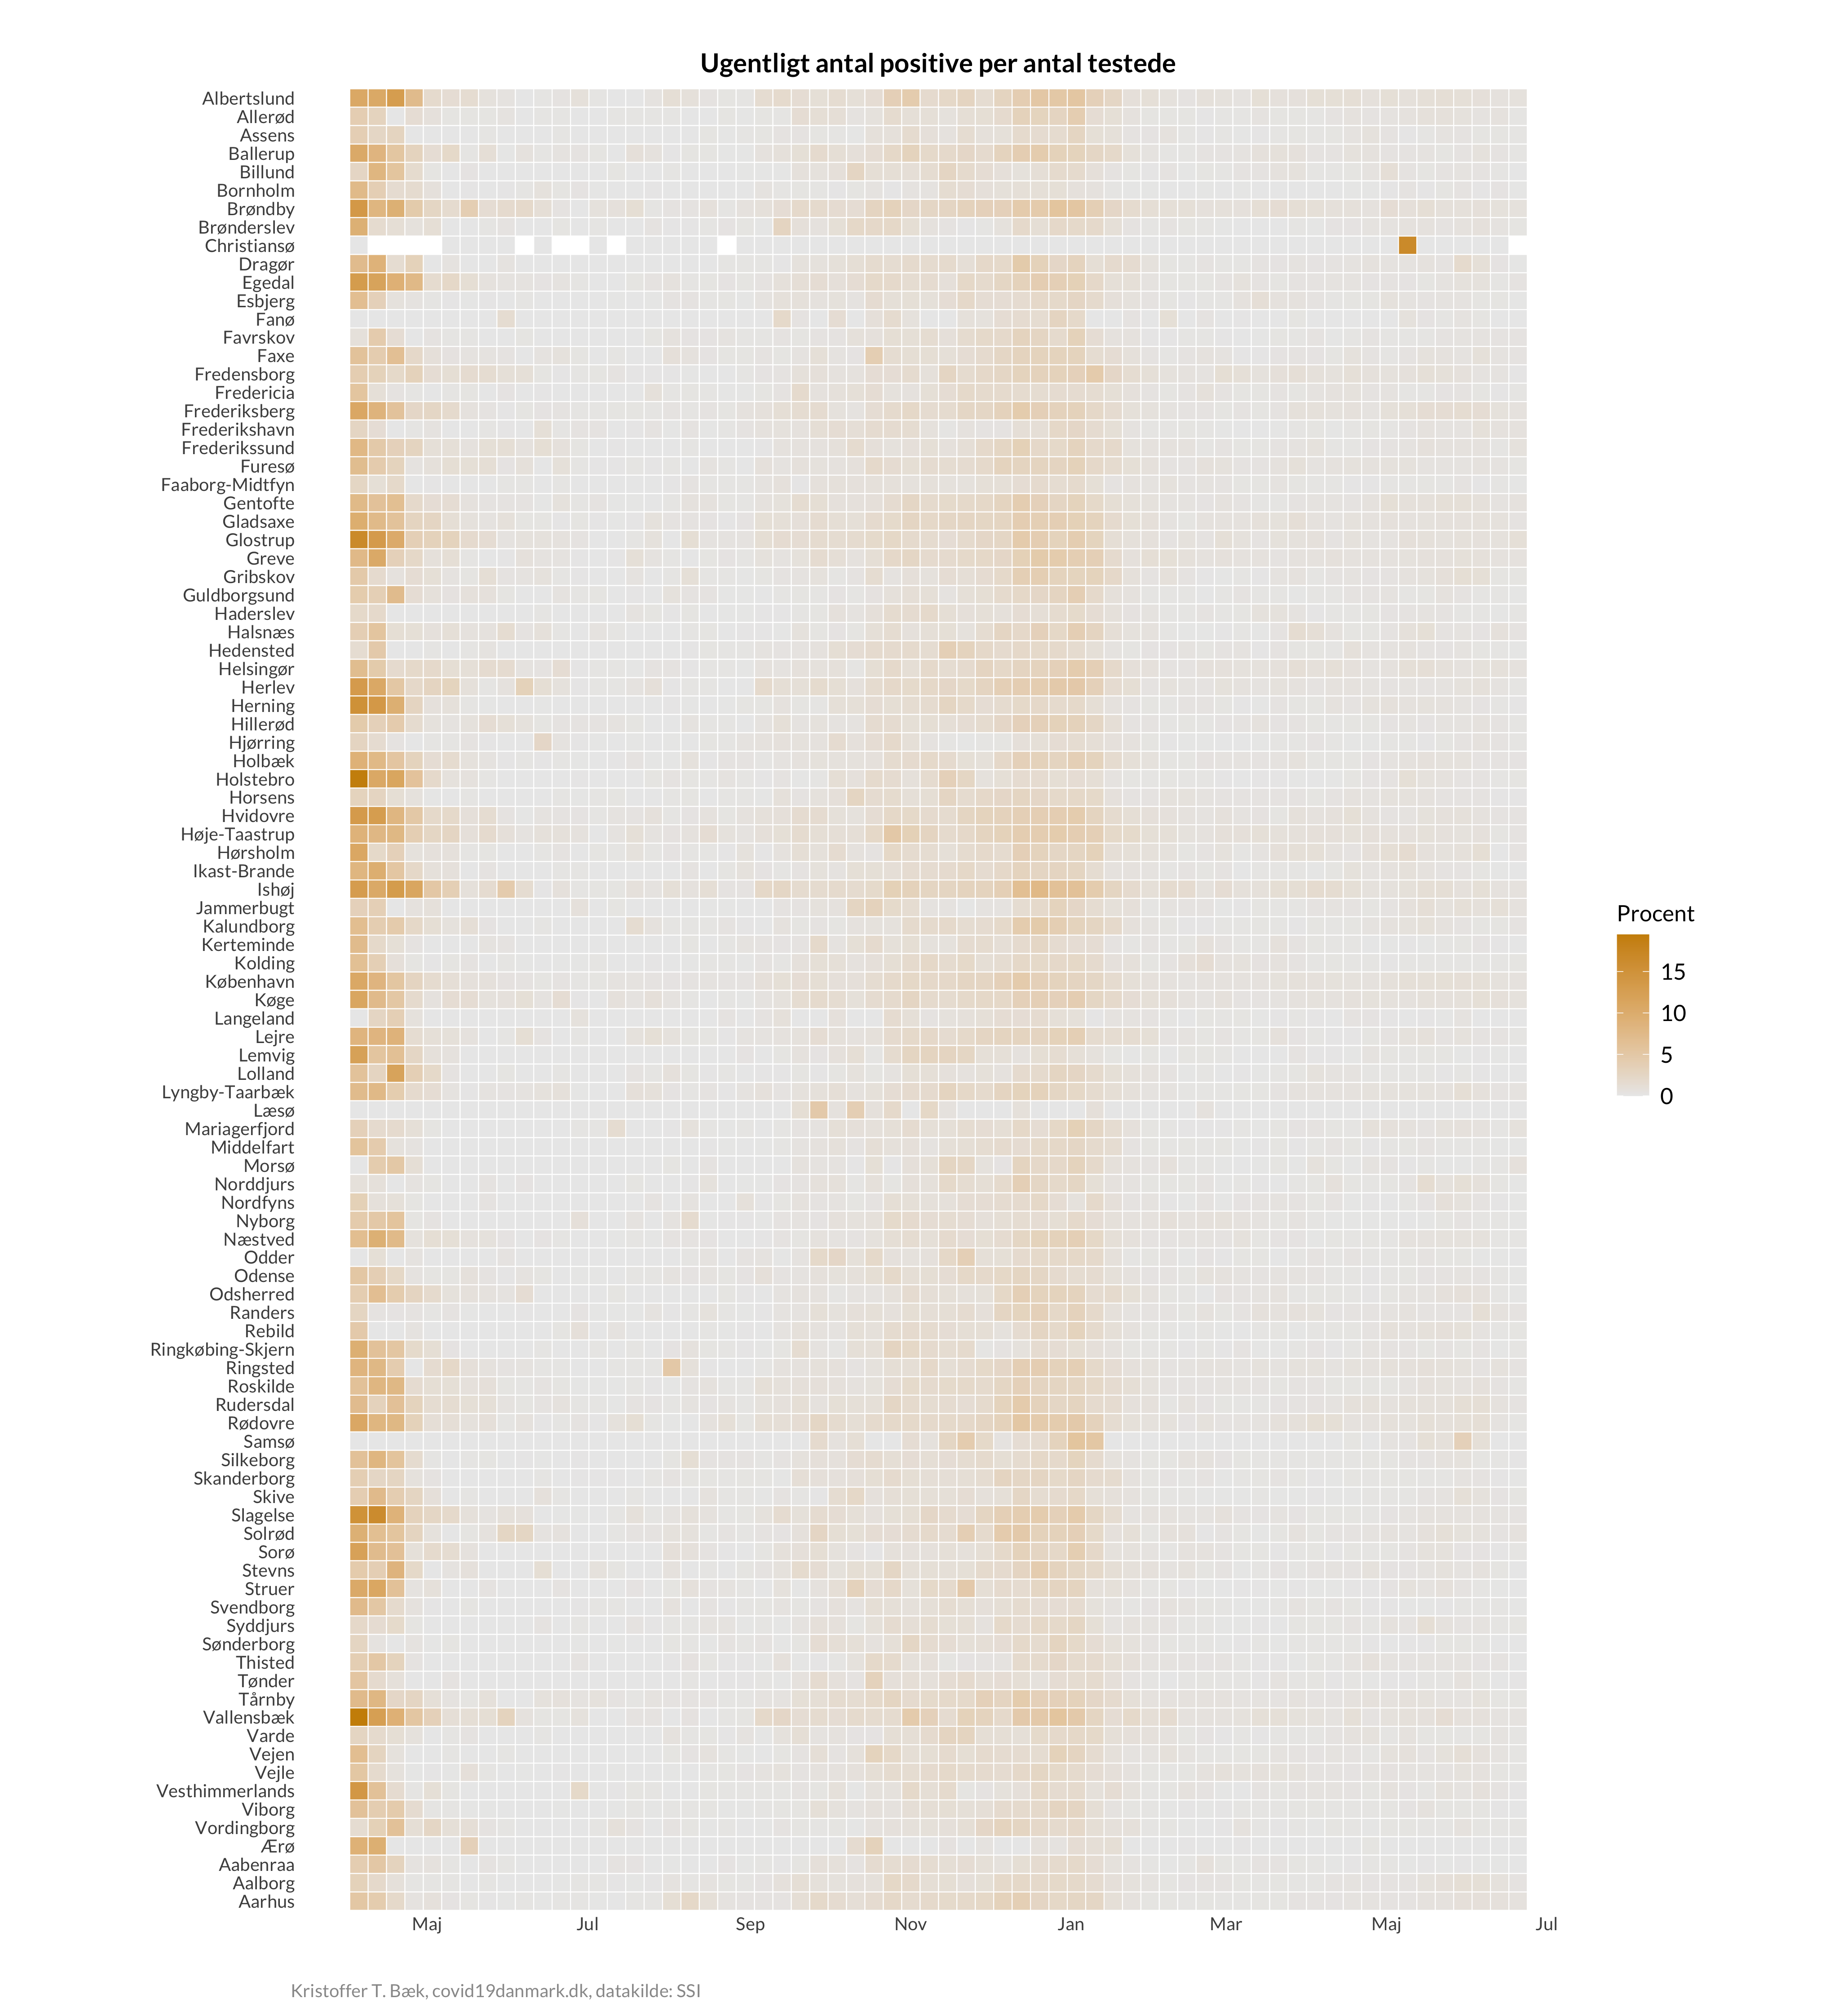 Ugentligt antal positive per antal testede
Albertslund
Allerød
Assens
Ballerup
Billund
Bornholm
Brøndby
Brønderslev
Christiansø
Dragør
Egedal
Esbjerg
Fanø
Favrskov
Faxe
Fredensborg
Fredericia
Frederiksberg
Frederikshavn
Frederikssund
Furesø
Faaborg-Midtfyn
Gentofte
Gladsaxe
Glostrup
Greve
Gribskov
Guldborgsund
Haderslev
Halsnæs
Hedensted
Helsingør
Herlev
Herning
Hillerød
Hjørring
Holbæk
Holstebro
Horsens
Hvidovre
Høje-Taastrup
Hørsholm
Ikast-Brande
Ishøj
Jammerbugt
Kalundborg
Kerteminde
Kolding
København
Køge
Langeland
Lejre
Lemvig
Lolland
Lyngby-Taarbæk
Læsø
Mariagerfjord
Middelfart
Morsø
Norddjurs
Nordfyns
Nyborg
Næstved
Odder
Odense
Odsherred
Randers
Rebild
Ringkøbing-Skjern
Ringsted
Roskilde
Rudersdal
Rødovre
Samsø
Silkeborg
Skanderborg
Skive
Slagelse
Solrød
Sorø
Stevns
Struer
Svendborg
Syddjurs
Sønderborg
Thisted
Tønder
Tårnby
Vallensbæk
Varde
Vejen
Vejle
Vesthimmerlands
Viborg
Vordingborg
Ærø
Aabenraa
Aalborg
Aarhus
Maj Jul Sep Nov Jan Mar Maj Jul
Procent
15
10
5
0
Kristoffer T. Bæk, covid19danmark.dk, datakilde: SSI